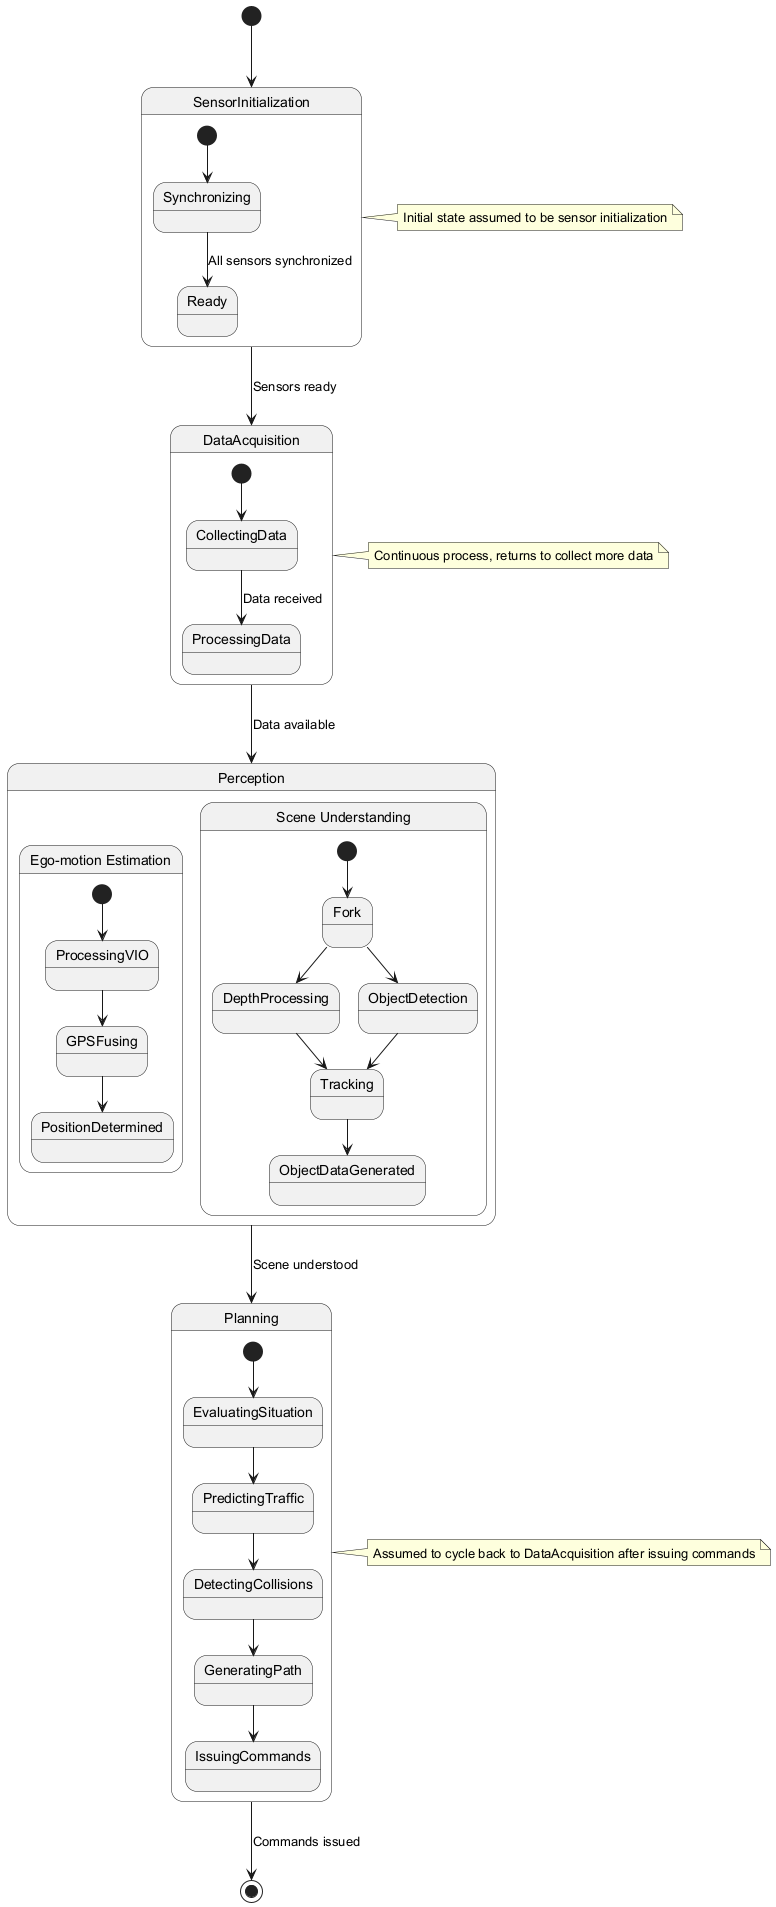 SensorInitialization
Synchronizing
Initial state assumed to be sensor initialization
All sensors synchronized
Ready
Sensors ready
DataAcquisition
CollectingData
Continuous process, returns to collect more data
Data received
ProcessingData
Data available
Perception
Ego-motion Estimation
ProcessingVIO
GPSFusing
PositionDetermined
Scene Understanding
Fork
DepthProcessing
ObjectDetection
Tracking
ObjectDataGenerated
Scene understood
Planning
EvaluatingSituation
PredictingTraffic
Assumed to cycle back to DataAcquisition after issuing commands
DetectingCollisions
GeneratingPath
IssuingCommands
Commands issued